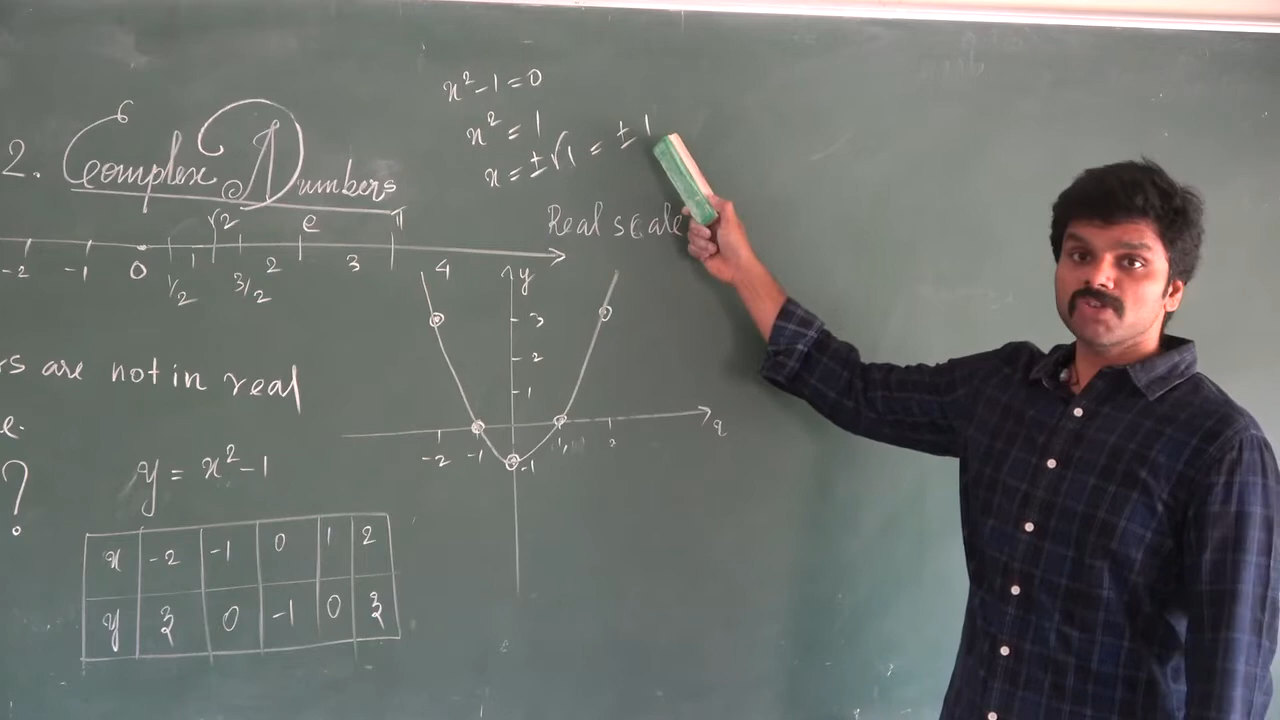 2. Complex Numbers
x² - 1 = 0
x² = 1
x = ±√1 = ±1
Real scale
√2 e π
-2 -1 0 1 2 3 4
1/2 3/2
rs are not in real
e.
?
y = x² - 1
x -2 -1 0 1 2
y 3 0 -1 0 3
y
3
2
1
-2 -1 1 2
-1